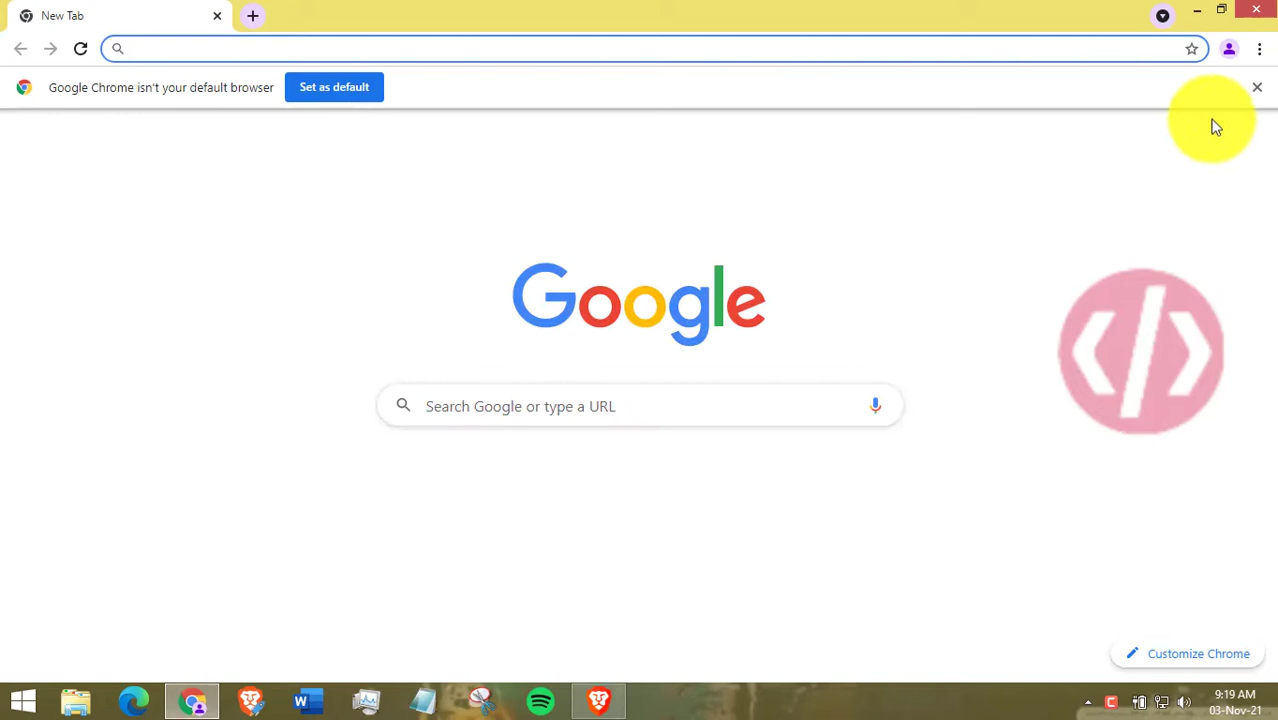 New Tab
Google Chrome isn't your default browser
Set as default
Google
Search Google or type a URL
Customize Chrome
9:19 AM
03-Nov-21